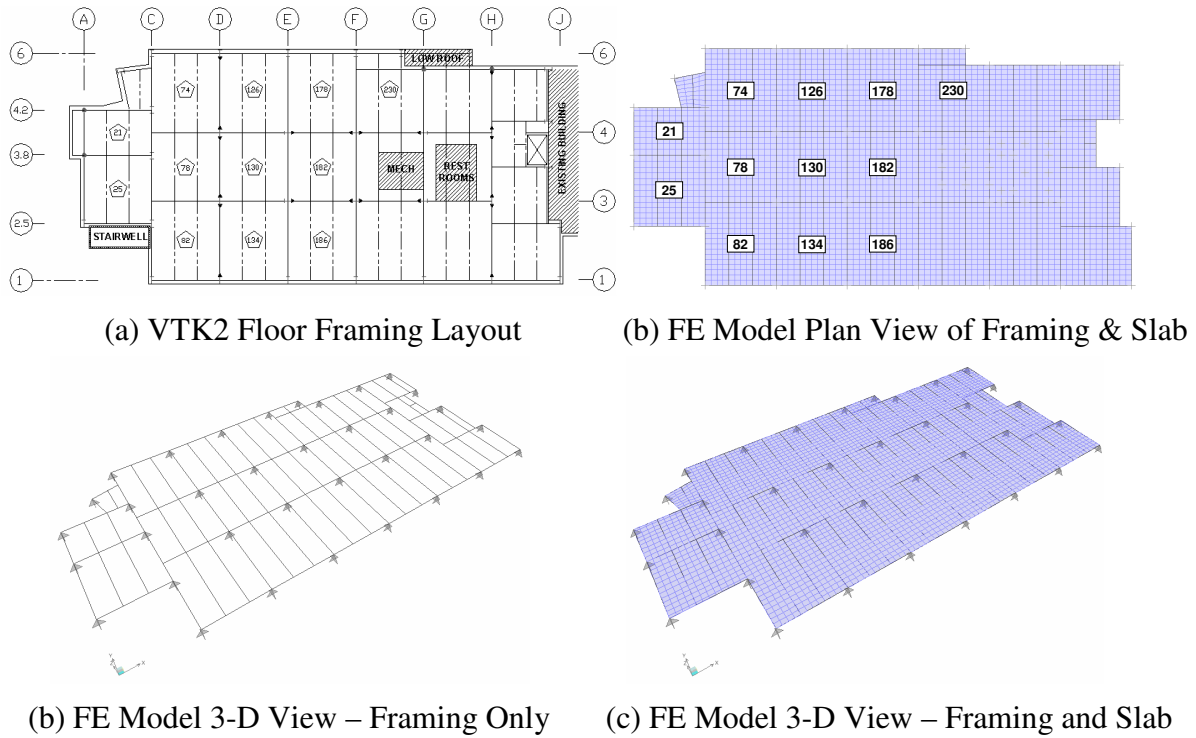 A C D E F G H J
6 6
LOW ROOF
74 126 178 230
74 126 178 230
4.2 4
21
21
3.8
MECH
REST
ROOMS
EXISTING BUILDING
78 130 182
78 130 182
25
25
3
2.5
STAIRWELL
82 134 186
82 134 186
1 1
(a) VTK2 Floor Framing Layout
(b) FE Model Plan View of Framing & Slab
(b) FE Model 3-D View – Framing Only
(c) FE Model 3-D View – Framing and Slab